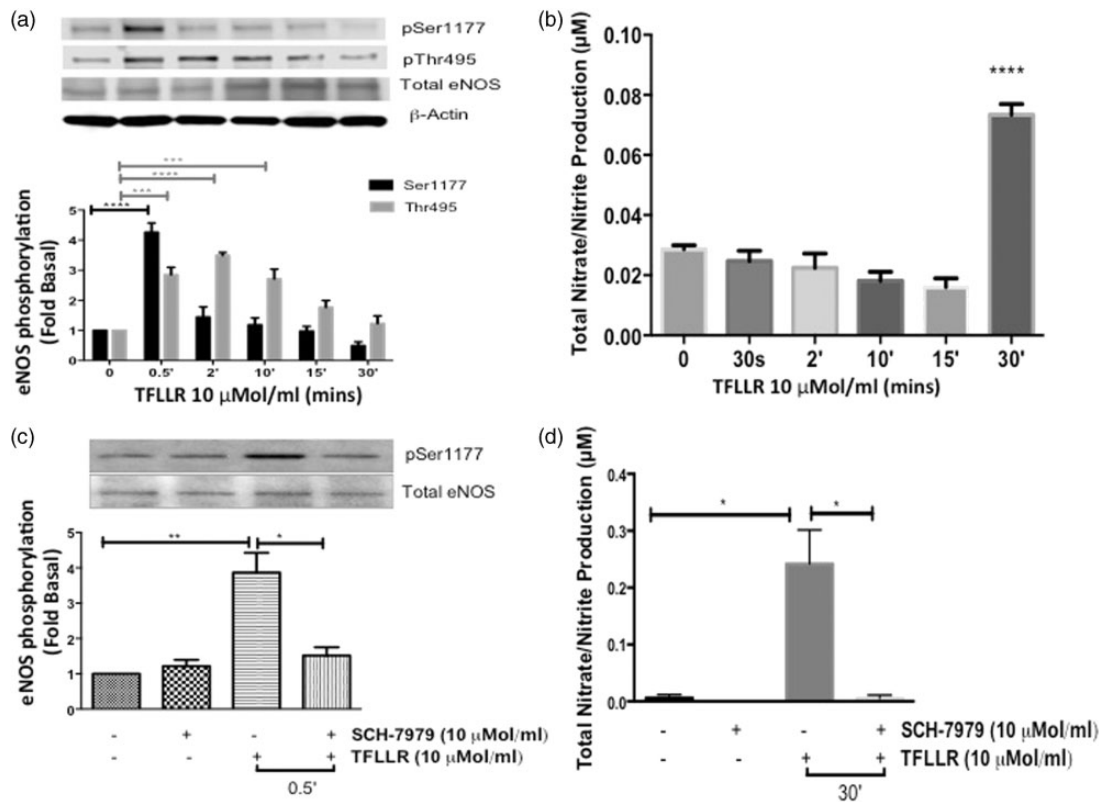 (a)
pSer1177
pThr495
Total eNOS
β-Actin
***
****
***
****
Ser1177
Thr495
eNOS phosphorylation
(Fold Basal)
5
4
3
2
1
0
0 0.5' 2' 10' 15' 30'
TFLLR 10 μMol/ml (mins)
(b)
Total Nitrate/Nitrite Production (μM)
0.10
0.08
0.06
0.04
0.02
0.00
****
0 30s 2' 10' 15' 30'
TFLLR 10 μMol/ml (mins)
(c)
pSer1177
Total eNOS
eNOS phosphorylation
(Fold Basal)
5
4
2
1
0
** *
- + - + SCH-7979 (10 μMol/ml)
- - + + TFLLR (10 μMol/ml)
0.5'
(d)
Total Nitrate/Nitrite Production (μM)
0.4
0.3
0.2
0.1
0.0
* *
- + - + SCH-7979 (10 μMol/ml)
- - + + TFLLR (10 μMol/ml)
30'